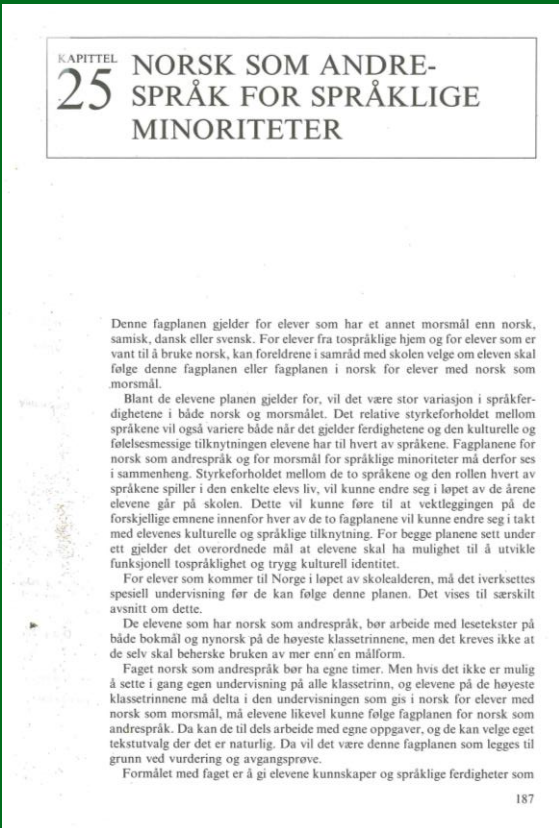 KAPITTEL
25
NORSK SOM ANDRE-
SPRÅK FOR SPRÅKLIGE
MINORITETER
Denne fagplanen gjelder for elever som har et annet morsmål enn norsk,
samisk, dansk eller svensk. For elever fra tospråklige hjem og for elever som er
vant til å bruke norsk, kan foreldrene i samråd med skolen velge om eleven skal
følge denne fagplanen eller fagplanen i norsk for elever med norsk som
morsmål.
Blant de elevene planen gjelder for, vil det være stor variasjon i språkfer-
dighetene i både norsk og morsmålet. Det relative styrkeforholdet mellom
språkene vil også variere både når det gjelder ferdighetene og den kulturelle og
følelsesmessige tilknytningen elevene har til hvert av språkene. Fagplanene for
norsk som andrespråk og for morsmål for språklige minoriteter må derfor ses
i sammenheng. Styrkeforholdet mellom de to språkene og den rollen hvert av
språkene spiller i den enkelte elevs liv, vil kunne endre seg i løpet av de årene
elevene går på skolen. Dette vil kunne føre til at vektleggingen på de
forskjellige emnene innenfor hver av de to fagplanene vil kunne endre seg i takt
med elevenes kulturelle og språklige tilknytning. For begge planene sett under
ett gjelder det overordnede mål at elevene skal ha mulighet til å utvikle
funksjonell tospråklighet og trygg kulturell identitet.
For elever som kommer til Norge i løpet av skolealderen, må det iverksettes
spesiell undervisning før de kan følge denne planen. Det vises til særskilt
avsnitt om dette.
De elevene som har norsk som andrespråk, bør arbeide med lesetekster på
både bokmål og nynorsk på de høyeste klassetrinnene, men det kreves ikke at
de selv skal beherske bruken av mer enn en målform.
Faget norsk som andrespråk bør ha egne timer. Men hvis det ikke er mulig
å sette i gang egen undervisning på alle klassetrinn, og elevene på de høyeste
klassetrinnene må delta i den undervisningen som gis i norsk for elever med
norsk som morsmål, må elevene likevel kunne følge fagplanen for norsk som
andrespråk. Da kan de til dels arbeide med egne oppgaver, og de kan velge eget
tekstutvalg der det er naturlig. Da vil det være denne fagplanen som legges til
grunn ved vurdering og avgangsprøve.
Formålet med faget er å gi elevene kunnskaper og språklige ferdigheter som
187